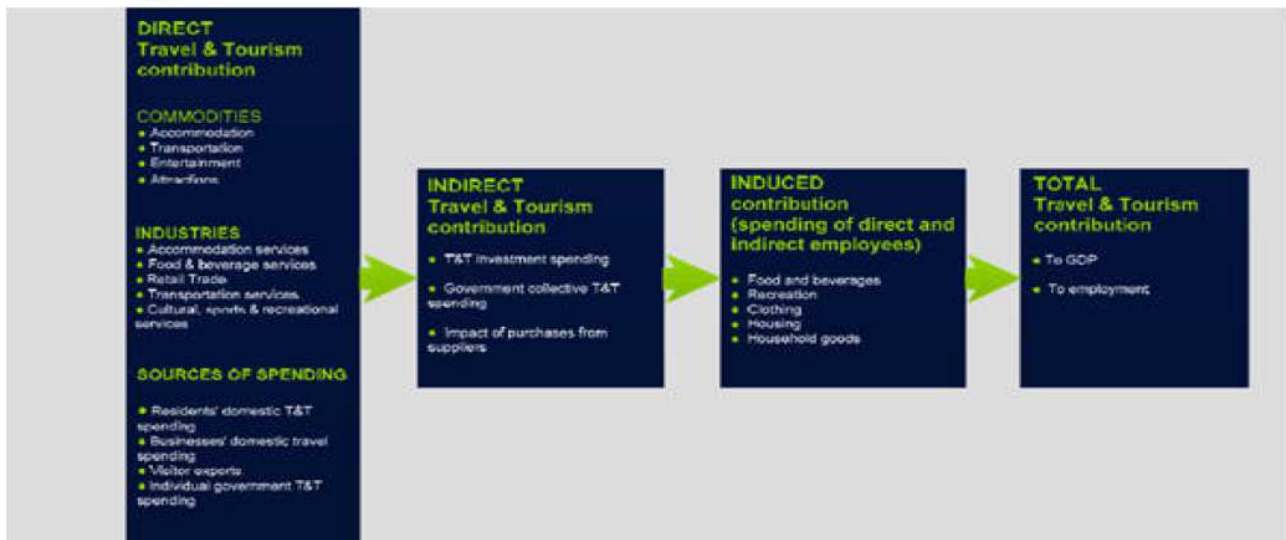 DIRECT
Travel & Tourism
contribution
COMMODITIES
• Accommodation
• Transportation
• Entertainment
• Attractions
INDUSTRIES
• Accommodation services
• Food & beverage services
• Retail Trade
• Transportation services
• Cultural, sports & recreational
services
SOURCES OF SPENDING
• Residents' domestic T&T
spending
• Businesses' domestic travel
spending
• Visitor exports
• Individual government T&T
spending
INDIRECT
Travel & Tourism
contribution
• T&T investment spending
• Government collective T&T
spending
• Impact of purchases from
suppliers
INDUCED
contribution
(spending of direct and
indirect employees)
• Food and beverages
• Recreation
• Clothing
• Housing
• Household goods
TOTAL
Travel & Tourism
contribution
• To GDP
• To employment